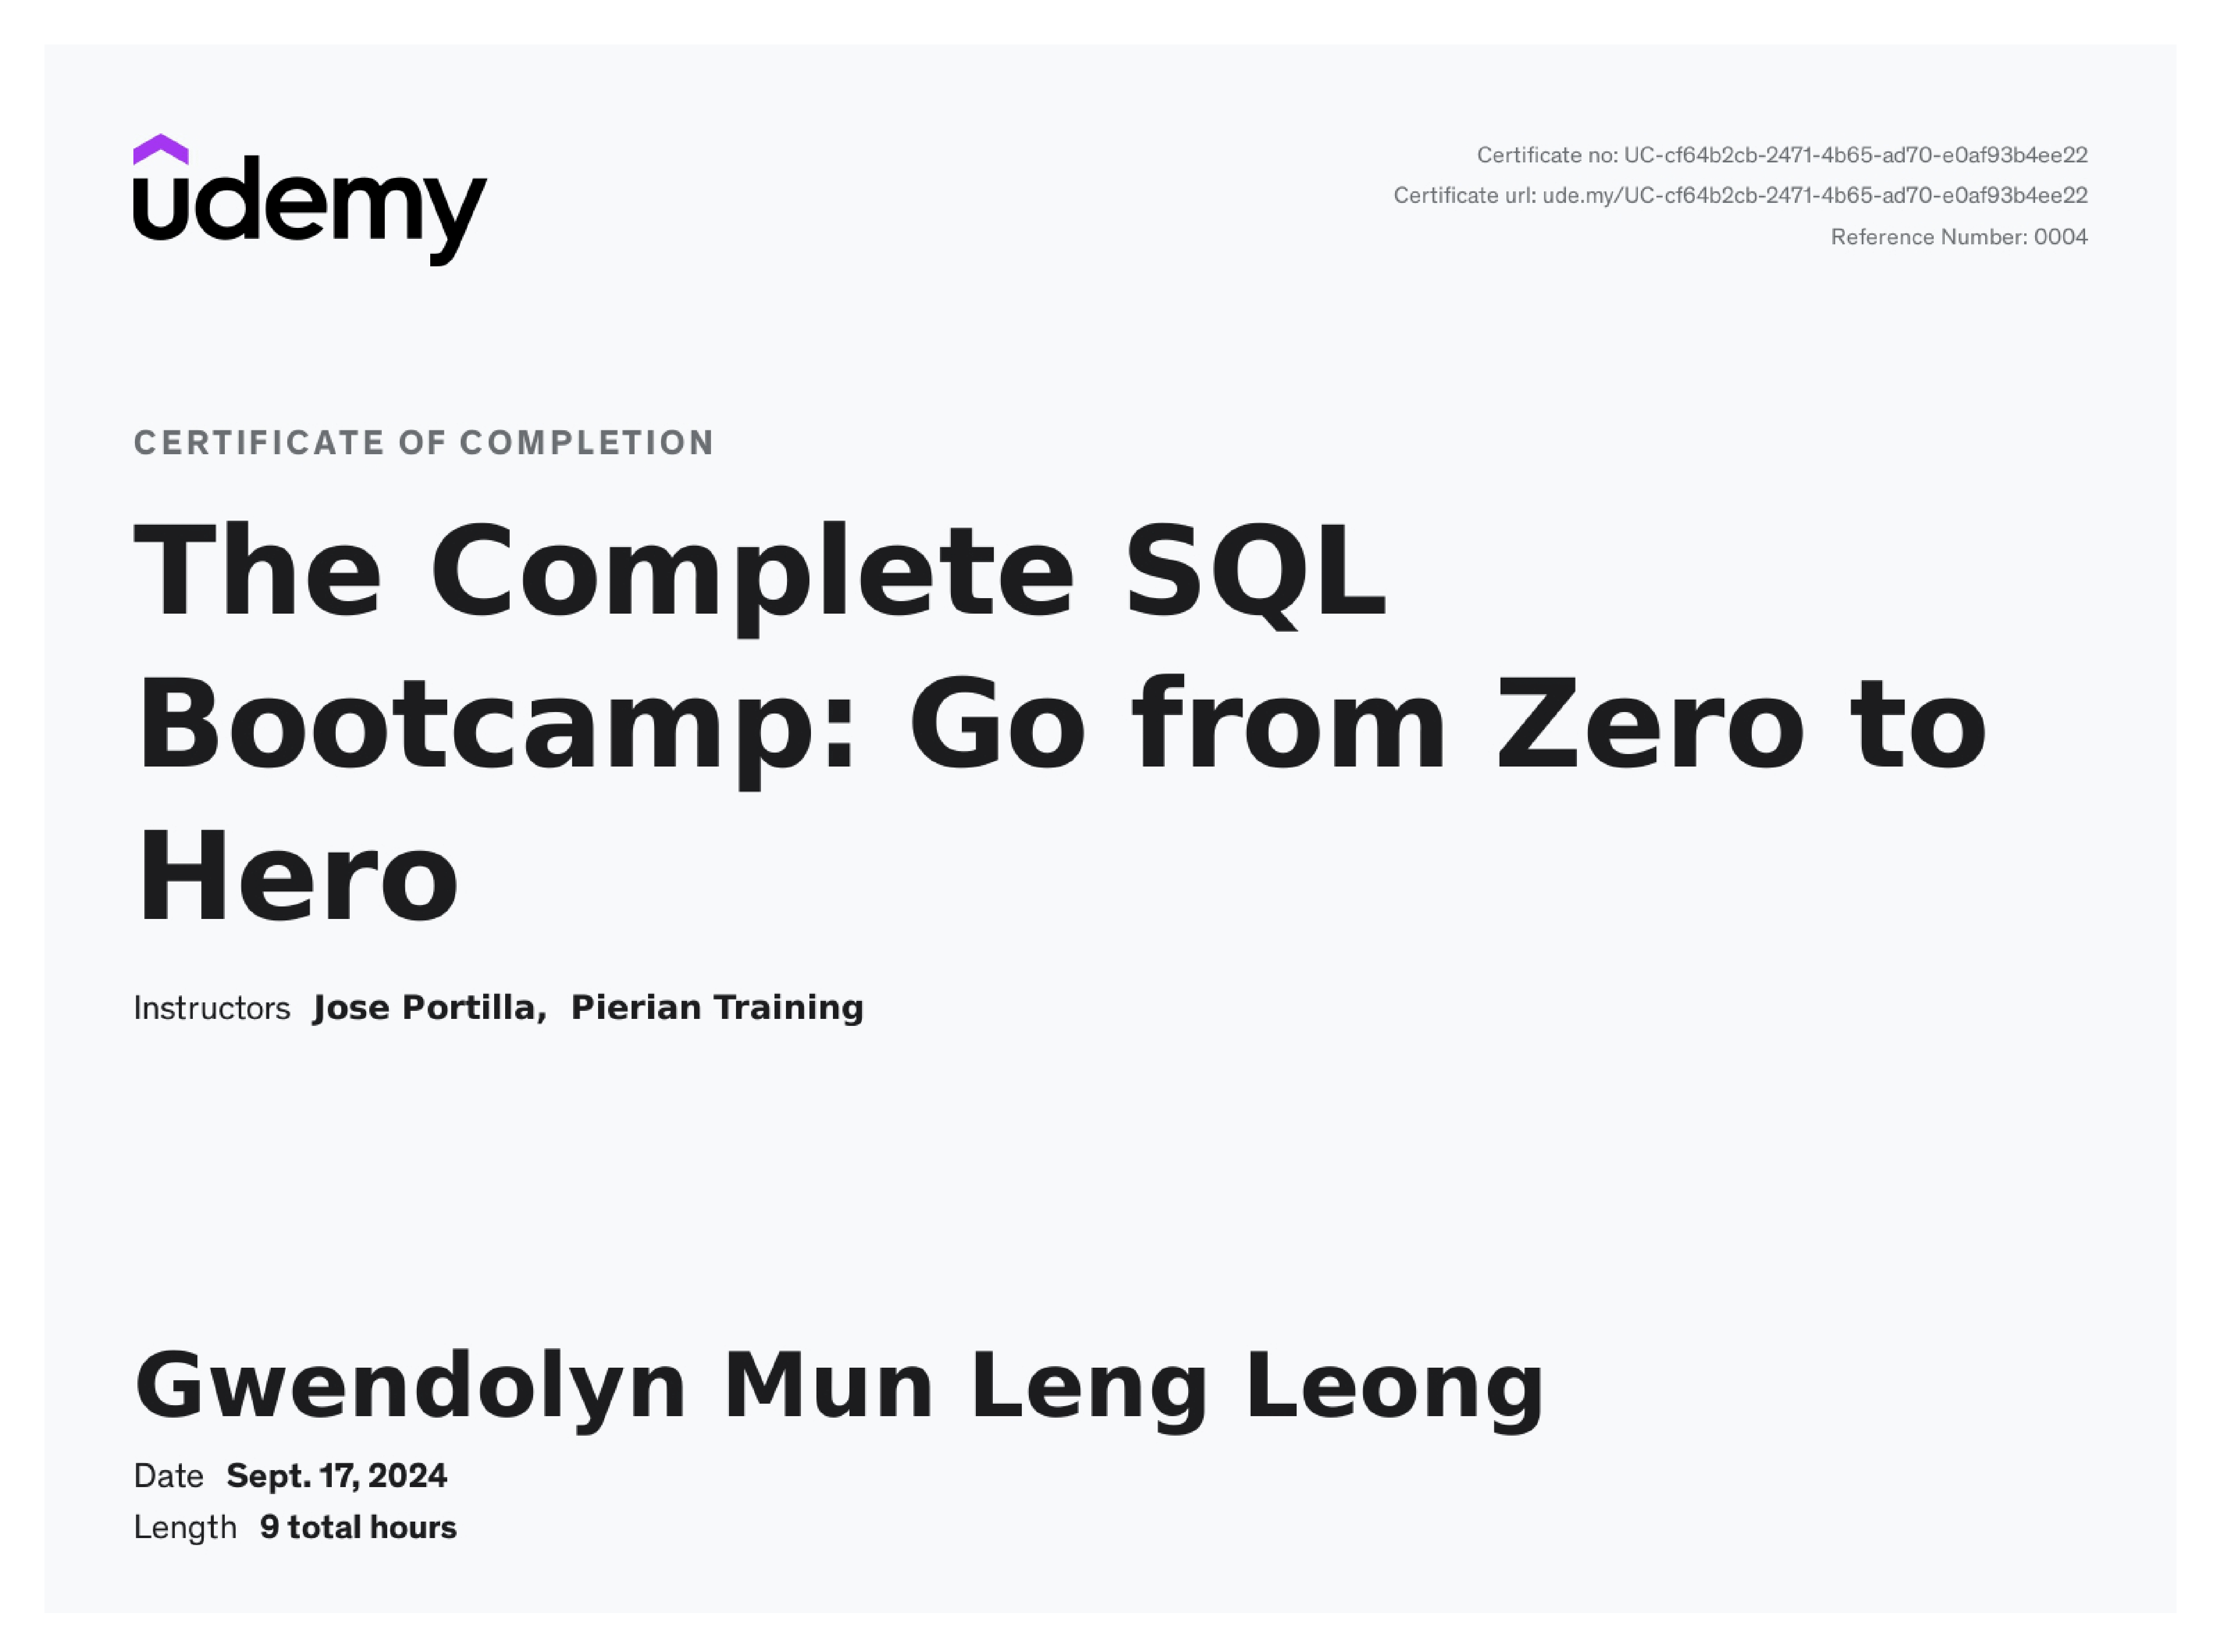 udemy
Certificate no: UC-cf64b2cb-2471-4b65-ad70-e0af93b4ee22
Certificate url: ude.my/UC-cf64b2cb-2471-4b65-ad70-e0af93b4ee22
Reference Number: 0004
CERTIFICATE OF COMPLETION
The Complete SQL
Bootcamp: Go from Zero to
Hero
Instructors Jose Portilla, Pierian Training
Gwendolyn Mun Leng Leong
Date Sept. 17, 2024
Length 9 total hours